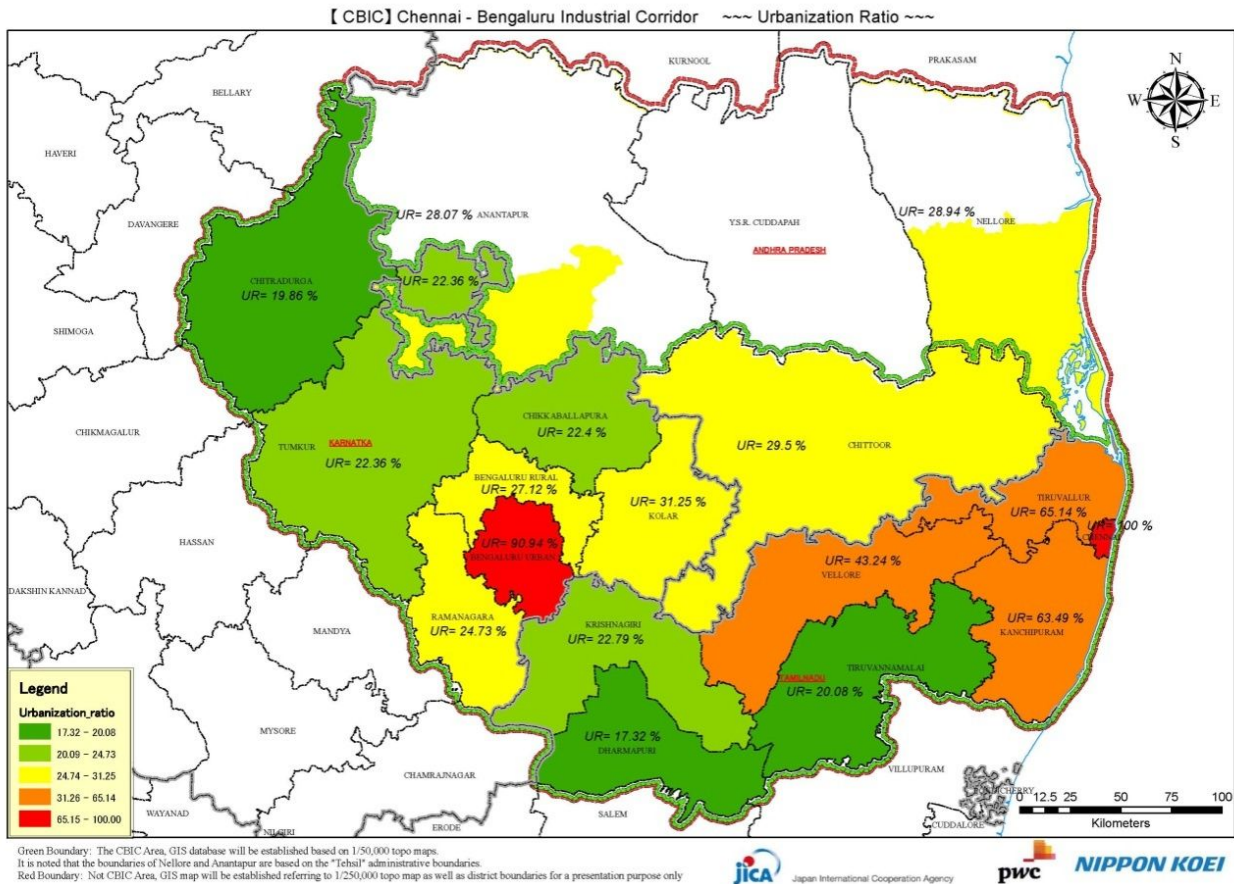 【 CBIC】 Chennai - Bengaluru Industrial Corridor ~~~ Urbanization Ratio ~~~
KURNOOL
PRAKASAM
N
W E
S
BELLARY
HAVERI
DAVANGERE
UR= 28.07 %
ANANTAPUR
Y.S.R. CUDDAPAH
UR= 28.94 %
NELLORE
ANDHRA PRADESH
CHITRADURGA
UR= 19.86 %
UR= 22.36 %
SHIMOGA
CHIKMAGALUR
TUMKUR
KARNATKA
UR= 22.36 %
CHIKKABALLAPURA
UR= 22.4 %
UR= 29.5 %
CHITTOOR
BENGALURU RURAL
UR= 27.12 %
UR= 31.25 %
KOLAR
TIRUVALLUR
UR= 65.14 %
UR= 100 %
CHENNAI
HASSAN
UR= 90.94 %
BENGALURU URBAN
UR= 43.24 %
VELLORE
DAKSHIN KANNAD
MANDYA
RAMANAGARA
UR= 24.73 %
KRISHNAGIRI
UR= 22.79 %
UR= 63.49 %
KANCHIPURAM
TIRUVANNAMALAI
TAMILNADU
UR= 20.08 %
MYSORE
UR= 17.32 %
DHARMAPURI
CHAMRAJNAGAR
VILLUPURAM
WAYANAD
NILGIRI
ERODE
SALEM
CUDDALORE
Legend
Urbanization_ratio
17.32 - 20.08
20.09 - 24.73
24.74 - 31.25
31.26 - 65.14
65.15 - 100.00
0 12.5 25 50 75 100
Kilometers
Green Boundary: The CBIC Area, GIS database will be established based on 1/50,000 topo maps.
It is noted that the boundaries of Nellore and Anantapur are based on the "Tehsil" administrative boundaries.
Red Boundary: Not CBIC Area, GIS map will be established referring to 1/250,000 topo map as well as district boundaries for a presentation purpose only
jica Japan International Cooperation Agency
pwc
NIPPON KOEI